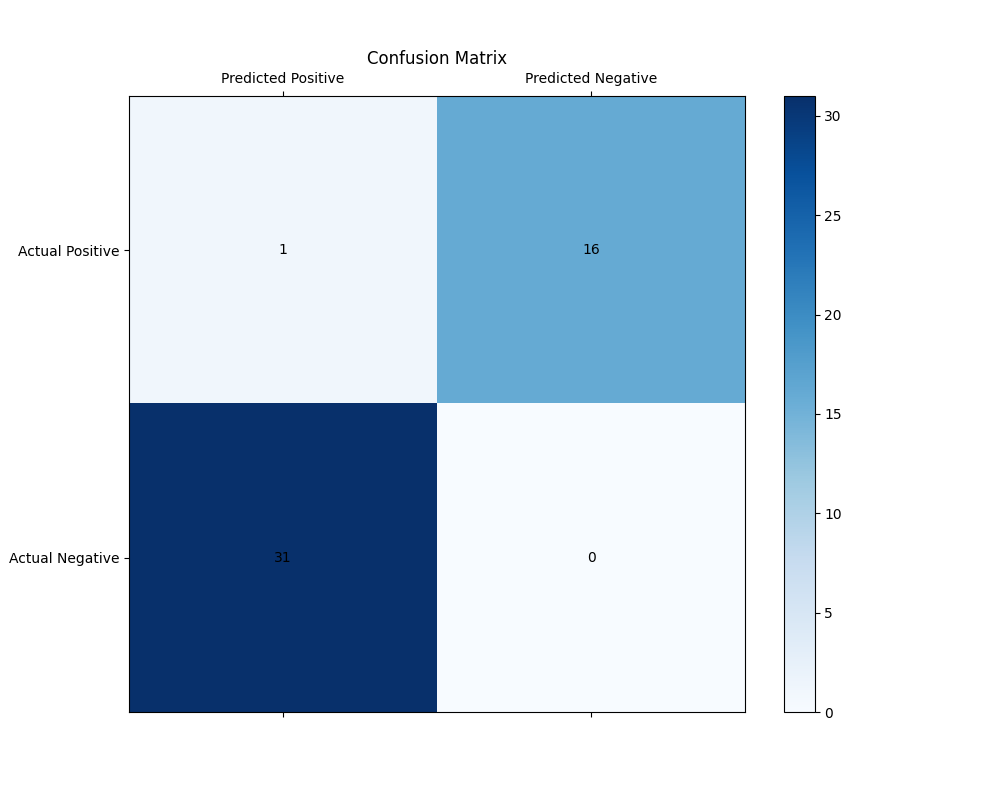 Confusion Matrix
Predicted Positive Predicted Negative
Actual Positive 1 16
Actual Negative 31 0
30
25
20
15
10
5
0